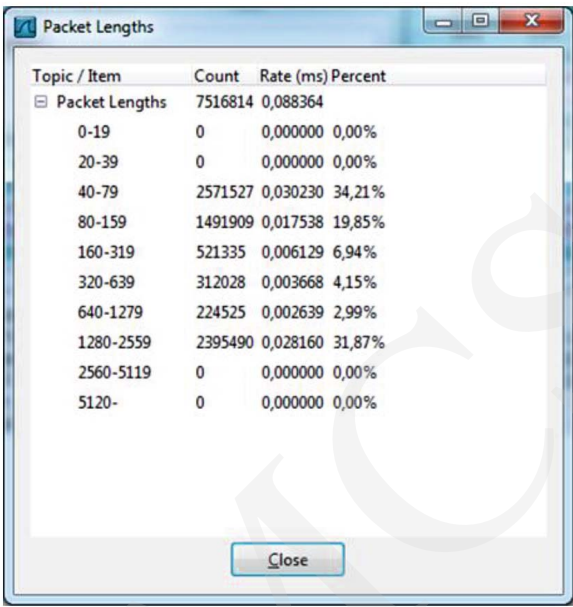 Packet Lengths
Topic / Item Count Rate (ms) Percent
Packet Lengths 7516814 0,088364
0-19 0 0,000000 0,00%
20-39 0 0,000000 0,00%
40-79 2571527 0,030230 34,21%
80-159 1491909 0,017538 19,85%
160-319 521335 0,006129 6,94%
320-639 312028 0,003668 4,15%
640-1279 224525 0,002639 2,99%
1280-2559 2395490 0,028160 31,87%
2560-5119 0 0,000000 0,00%
5120- 0 0,000000 0,00%
Close